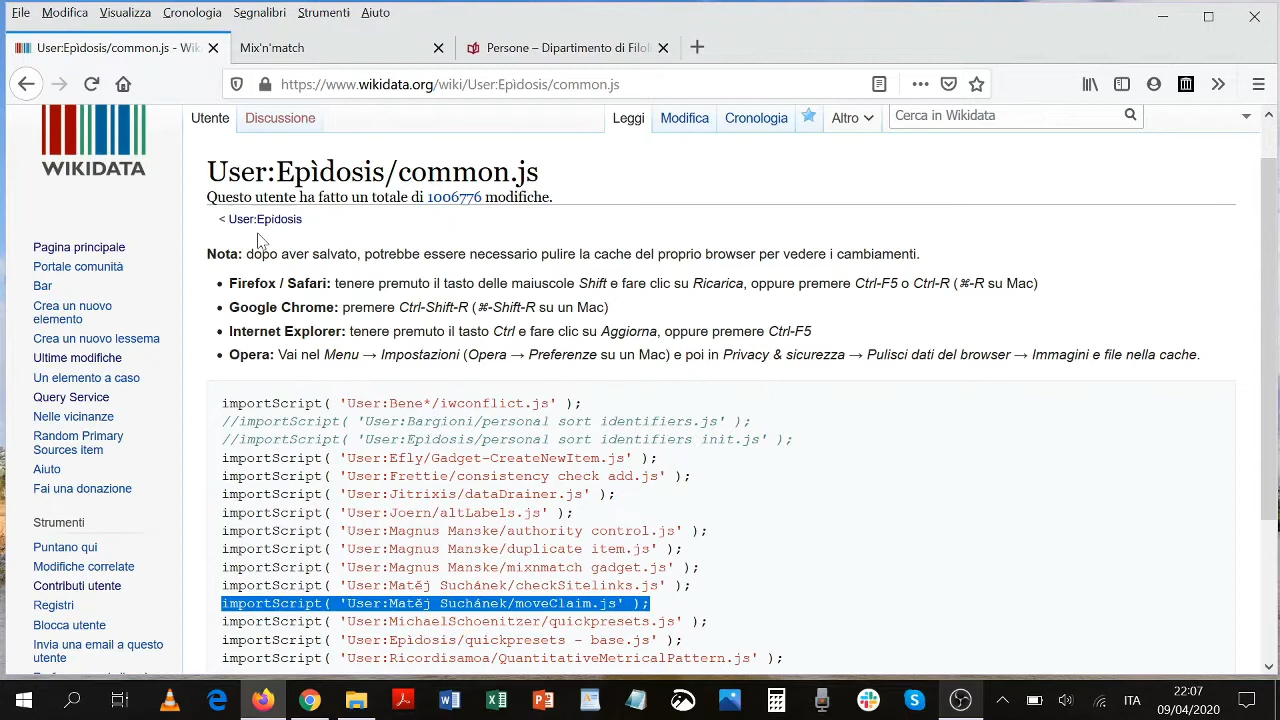 File Modifica Visualizza Cronologia Segnalibri Strumenti Aiuto
User:Epìdosis/common.js - Wiki
Mix'n'match
Persone – Dipartimento di Filolo
https://www.wikidata.org/wiki/User:Epìdosis/common.js
WIKIDATA
Utente Discussione
Leggi Modifica Cronologia Altro
Cerca in Wikidata
User:Epìdosis/common.js
Questo utente ha fatto un totale di 1006776 modifiche.
< User:Epìdosis
Nota: dopo aver salvato, potrebbe essere necessario pulire la cache del proprio browser per vedere i cambiamenti.
Firefox / Safari: tenere premuto il tasto delle maiuscole Shift e fare clic su Ricarica, oppure premere Ctrl-F5 o Ctrl-R (⌘-R su Mac)
Google Chrome: premere Ctrl-Shift-R (⌘-Shift-R su un Mac)
Internet Explorer: tenere premuto il tasto Ctrl e fare clic su Aggiorna, oppure premere Ctrl-F5
Opera: Vai nel Menu → Impostazioni (Opera → Preferenze su un Mac) e poi in Privacy & sicurezza → Pulisci dati del browser → Immagini e file nella cache.
importScript( 'User:Bene*/iwconflict.js' );
//importScript( 'User:Bargioni/personal sort identifiers.js' );
//importScript( 'User:Epìdosis/personal sort identifiers init.js' );
importScript( 'User:Efly/Gadget-CreateNewItem.js' );
importScript( 'User:Frettie/consistency check add.js' );
importScript( 'User:Jitrixis/dataDrainer.js' );
importScript( 'User:Joern/altLabels.js' );
importScript( 'User:Magnus Manske/authority control.js' );
importScript( 'User:Magnus Manske/duplicate item.js' );
importScript( 'User:Magnus Manske/mixnmatch gadget.js' );
importScript( 'User:Matěj Suchánek/checkSitelinks.js' );
importScript( 'User:Matěj Suchánek/moveClaim.js' );
importScript( 'User:MichaelSchoenitzer/quickpresets.js' );
importScript( 'User:Epìdosis/quickpresets - base.js' );
importScript( 'User:Ricordisamoa/QuantitativeMetricalPattern.js' );
Pagina principale
Portale comunità
Bar
Crea un nuovo
elemento
Crea un nuovo lessema
Ultime modifiche
Un elemento a caso
Query Service
Nelle vicinanze
Random Primary
Sources item
Aiuto
Fai una donazione
Strumenti
Puntano qui
Modifiche correlate
Contributi utente
Registri
Blocca utente
Invia una email a questo
utente
ITA
22:07
09/04/2020